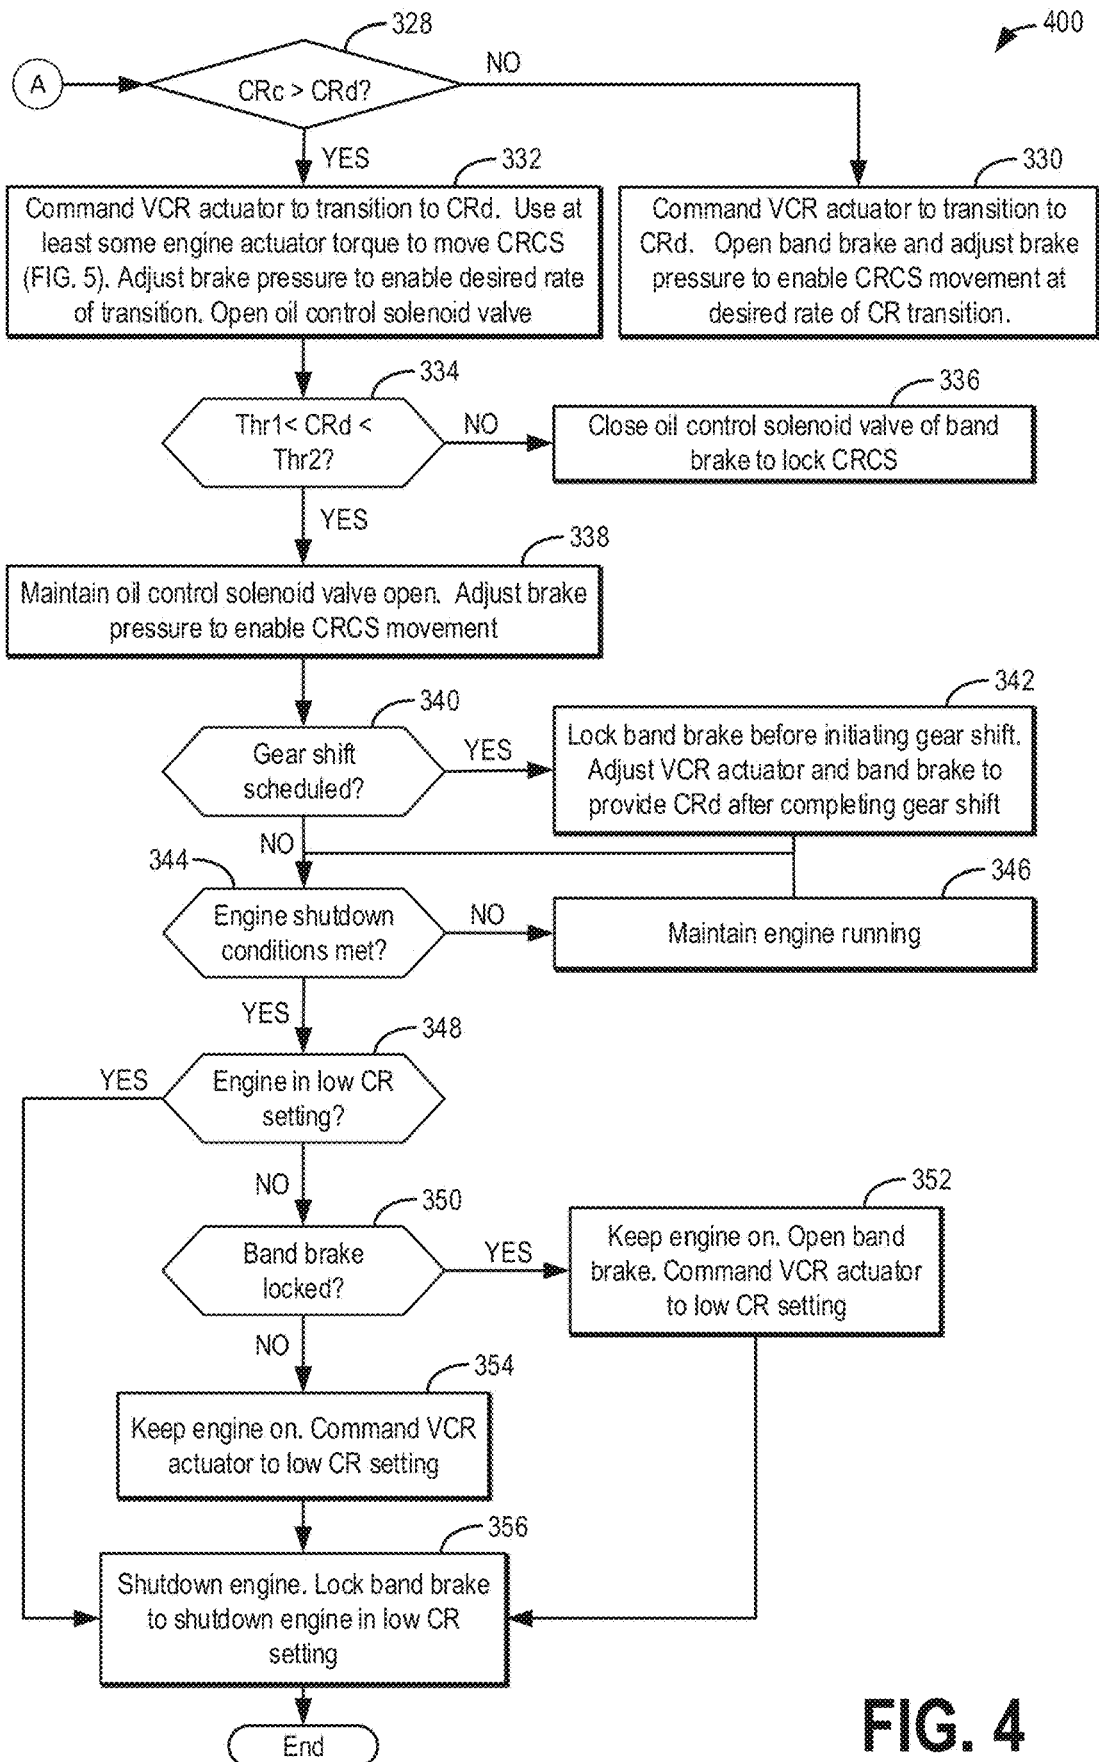 328
400
A
CRc > CRd?
NO
YES
332
330
Command VCR actuator to transition to CRd. Use at
least some engine actuator torque to move CRCS
(FIG. 5). Adjust brake pressure to enable desired rate
of transition. Open oil control solenoid valve
Command VCR actuator to transition to
CRd. Open band brake and adjust brake
pressure to enable CRCS movement at
desired rate of CR transition.
334
Thr1< CRd <
Thr2?
NO
336
Close oil control solenoid valve of band
brake to lock CRCS
YES
338
Maintain oil control solenoid valve open. Adjust brake
pressure to enable CRCS movement
340
Gear shift
scheduled?
YES
342
Lock band brake before initiating gear shift.
Adjust VCR actuator and band brake to
provide CRd after completing gear shift
NO
344
Engine shutdown
conditions met?
NO
346
Maintain engine running
YES
348
YES
Engine in low CR
setting?
NO
350
Band brake
locked?
YES
352
Keep engine on. Open band
brake. Command VCR actuator
to low CR setting
NO
354
Keep engine on. Command VCR
actuator to low CR setting
356
Shutdown engine. Lock band brake
to shutdown engine in low CR
setting
End
FIG. 4